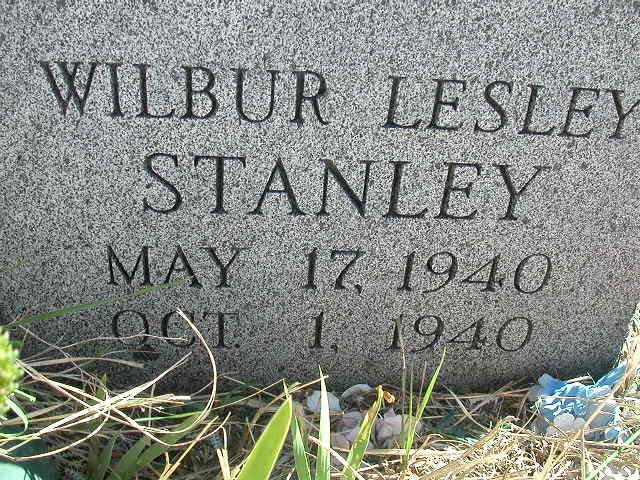 WILBUR LESLEY
STANLEY
MAY 17, 1940
OCT. 1, 1940